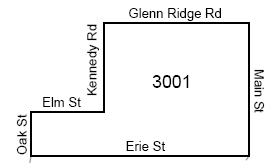 Glenn Ridge Rd
Kennedy Rd
3001
Main St
Elm St
Oak St
Erie St